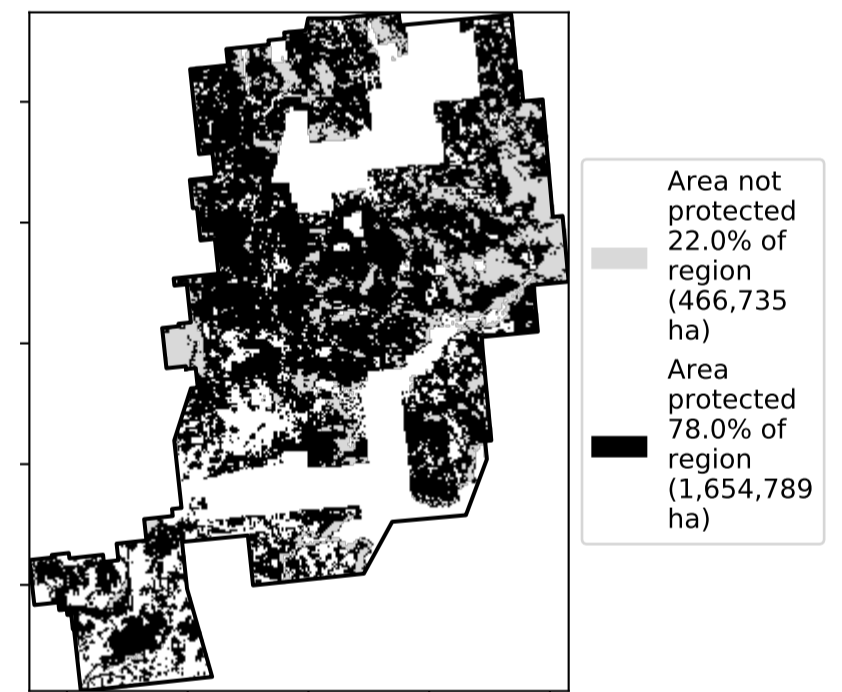 Area not
protected
22.0% of
region
(466,735
ha)
Area
protected
78.0% of
region
(1,654,789
ha)